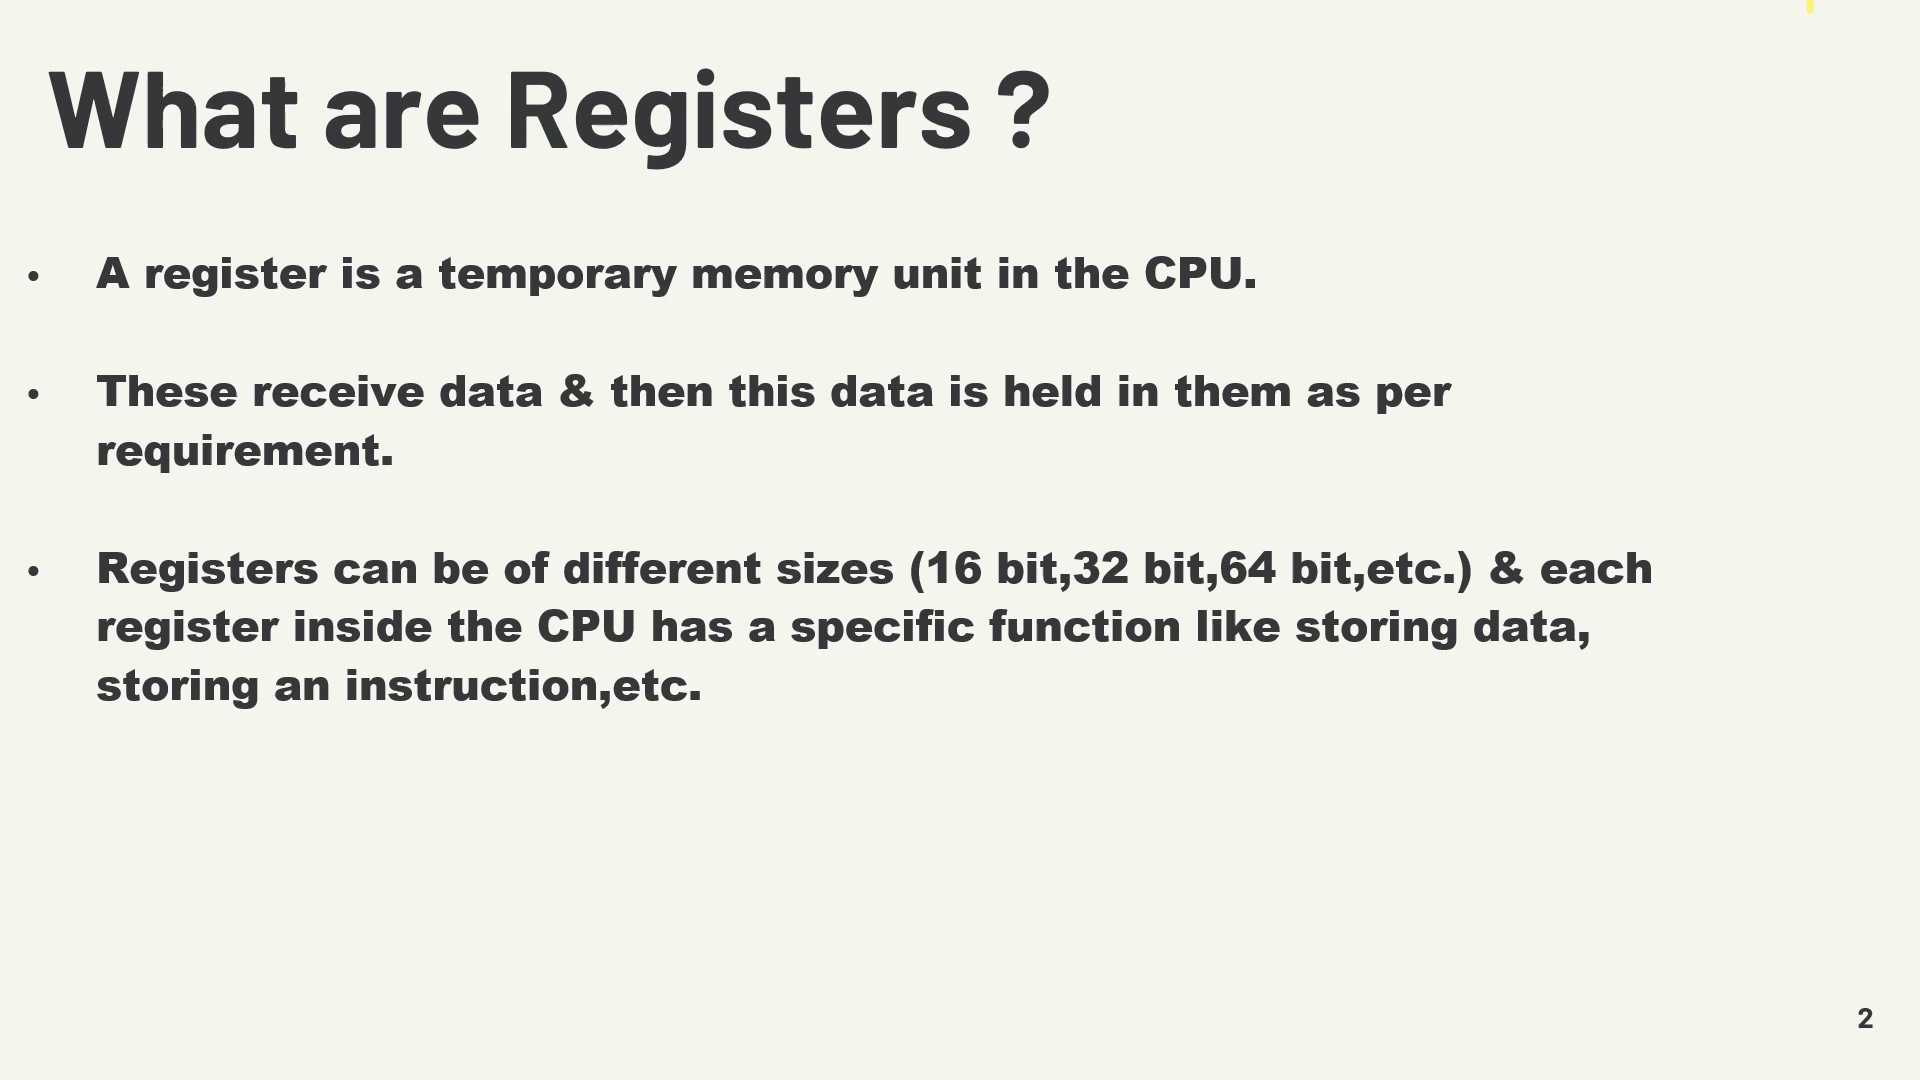 What are Registers ?
• A register is a temporary memory unit in the CPU.
• These receive data & then this data is held in them as per
requirement.
• Registers can be of different sizes (16 bit,32 bit,64 bit,etc.) & each
register inside the CPU has a specific function like storing data,
storing an instruction,etc.
2